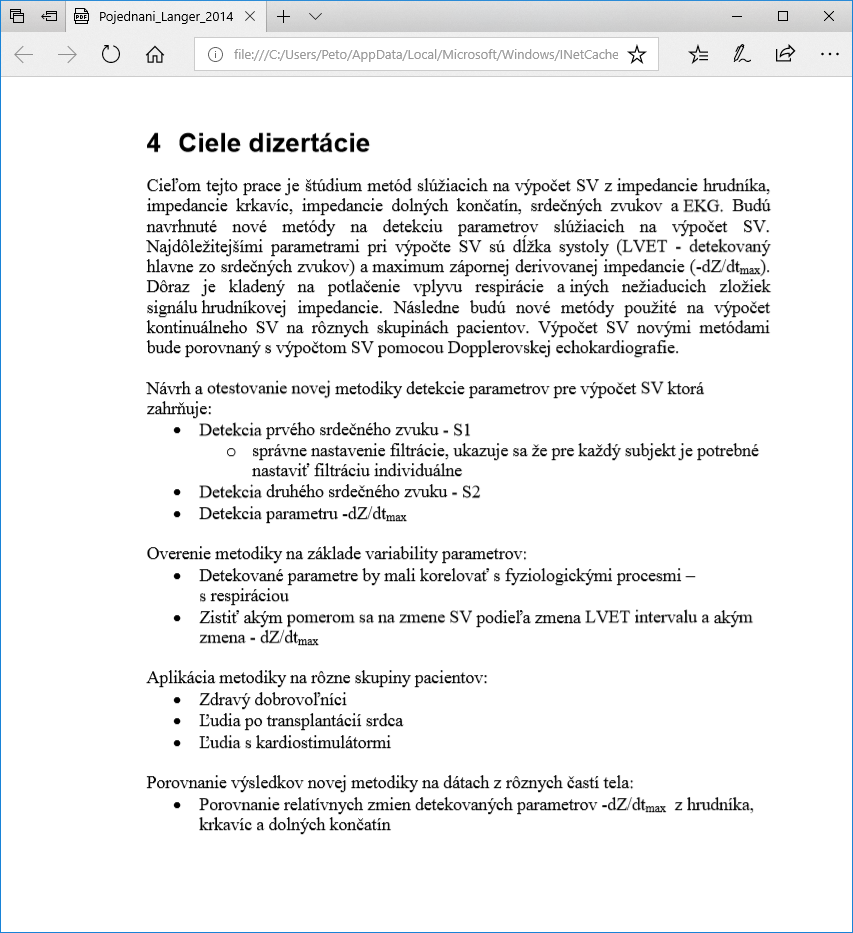 Pojednani_Langer_2014
file:///C:/Users/Peto/AppData/Local/Microsoft/Windows/INetCache
4 Ciele dizertácie
Cieľom tejto prace je štúdium metód slúžiacich na výpočet SV z impedancie hrudníka,
impedancie krkavíc, impedancie dolných končatín, srdečných zvukov a EKG. Budú
navrhnuté nové metódy na detekciu parametrov slúžiacich na výpočet SV.
Najdôležitejšími parametrami pri výpočte SV sú dĺžka systoly (LVET - detekovaný
hlavne zo srdečných zvukov) a maximum zápornej derivovanej impedancie (-dZ/dtmax).
Dôraz je kladený na potlačenie vplyvu respirácie a iných nežiaducich zložiek
signálu hrudníkovej impedancie. Následne budú nové metódy použité na výpočet
kontinuálneho SV na rôznych skupinách pacientov. Výpočet SV novými metódami
bude porovnaný s výpočtom SV pomocou Dopplerovskej echokardiografie.
Návrh a otestovanie novej metodiky detekcie parametrov pre výpočet SV ktorá
zahrňuje:
• Detekcia prvého srdečného zvuku - S1
o správne nastavenie filtrácie, ukazuje sa že pre každý subjekt je potrebné
nastaviť filtráciu individuálne
• Detekcia druhého srdečného zvuku - S2
• Detekcia parametru -dZ/dtmax
Overenie metodiky na základe variability parametrov:
• Detekované parametre by mali korelovať s fyziologickými procesmi –
s respiráciou
• Zistiť akým pomerom sa na zmene SV podieľa zmena LVET intervalu a akým
zmena - dZ/dtmax
Aplikácia metodiky na rôzne skupiny pacientov:
• Zdravý dobrovoľníci
• Ľudia po transplantácií srdca
• Ľudia s kardiostimulátormi
Porovnanie výsledkov novej metodiky na dátach z rôznych častí tela:
• Porovnanie relatívnych zmien detekovaných parametrov -dZ/dtmax z hrudníka,
krkavíc a dolných končatín